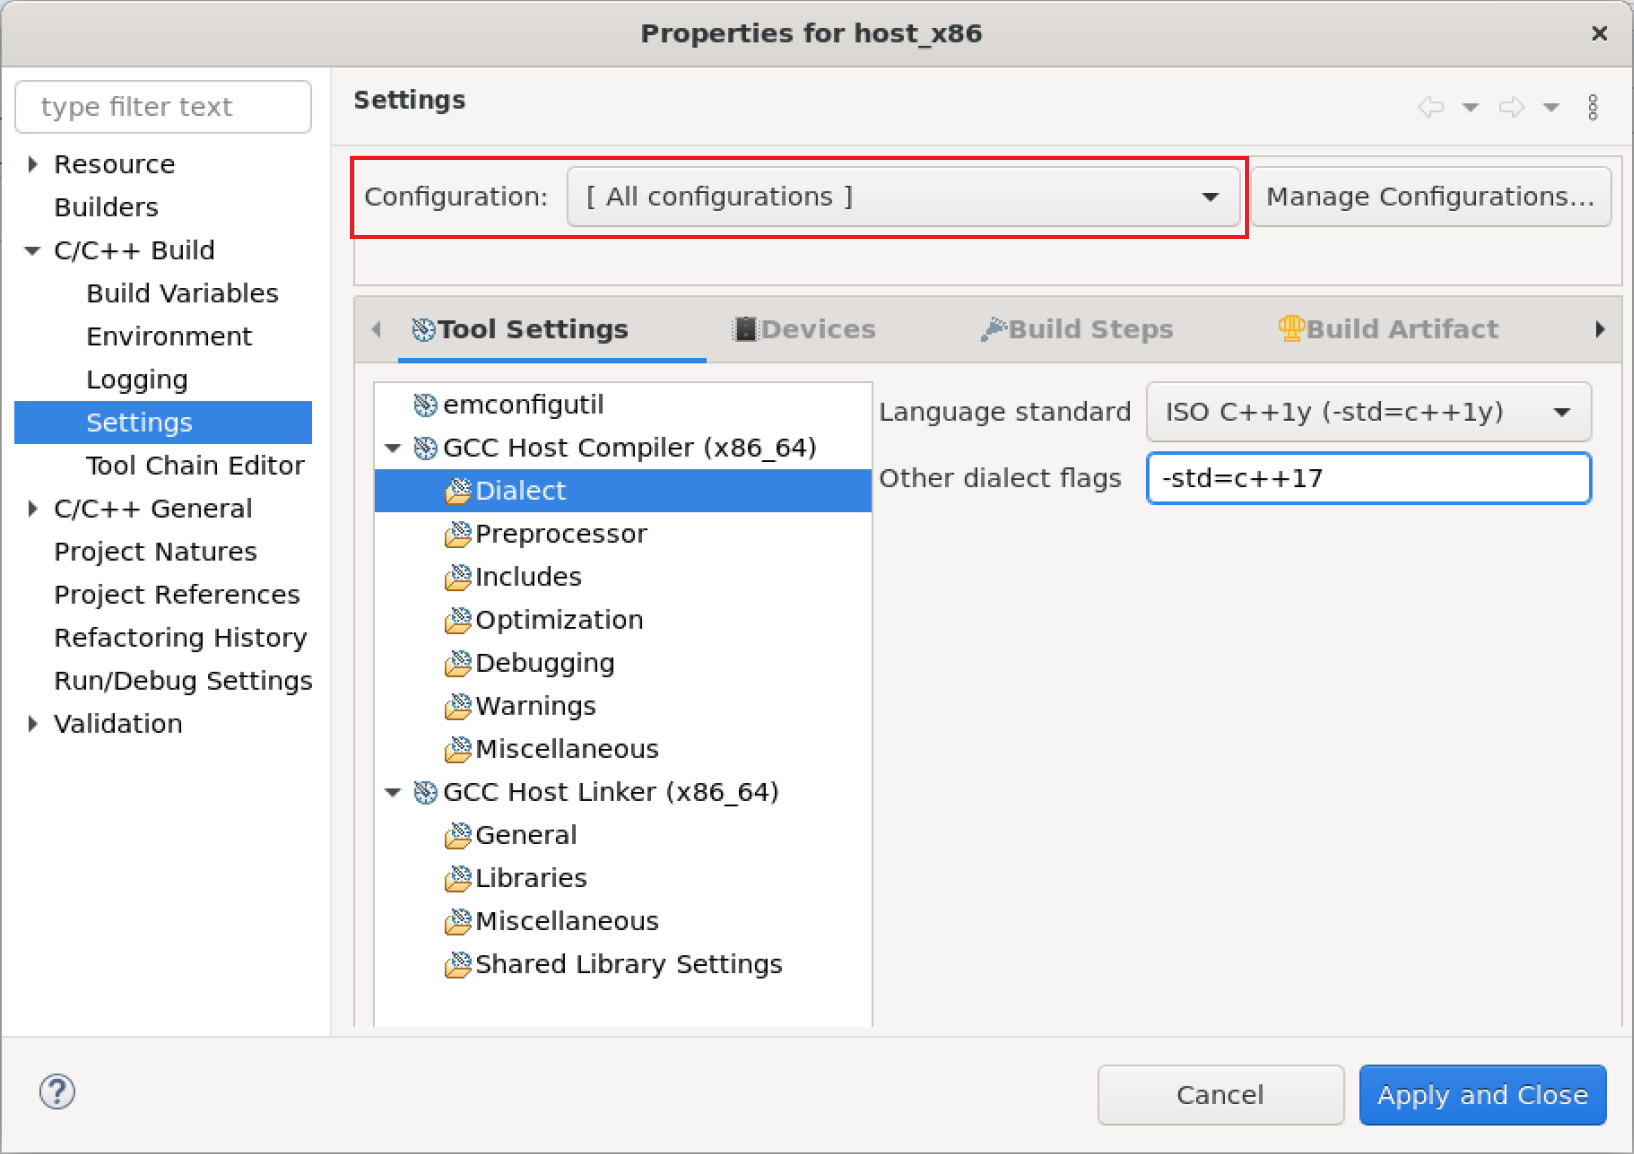 Properties for host_x86
type filter text
Resource
Builders
C/C++ Build
Build Variables
Environment
Logging
Settings
Tool Chain Editor
C/C++ General
Project Natures
Project References
Refactoring History
Run/Debug Settings
Validation
Settings
Configuration: [ All configurations ] Manage Configurations...
Tool Settings Devices Build Steps Build Artifact
emconfigutil
GCC Host Compiler (x86_64)
Dialect
Preprocessor
Includes
Optimization
Debugging
Warnings
Miscellaneous
GCC Host Linker (x86_64)
General
Libraries
Miscellaneous
Shared Library Settings
Language standard ISO C++1y (-std=c++1y)
Other dialect flags -std=c++17
? Cancel Apply and Close